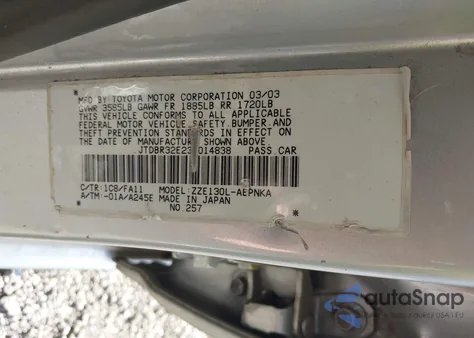 MFD BY TOYOTA MOTOR CORPORATION 03/03
GVWR 3585LB GAWR FR 1885LB RR 1720LB
THIS VEHICLE CONFORMS TO ALL APPLICABLE
FEDERAL MOTOR VEHICLE SAFETY, BUMPER, AND
THEFT PREVENTION STANDARDS IN EFFECT ON
THE DATE OF MANUFACTURE SHOWN ABOVE.
PASS.CAR
C/TR:1C8/FA11 MODEL:ZZE130L-AEPNKA
A/TM:-01A/A245E MADE IN JAPAN
NO.257
autoSnap